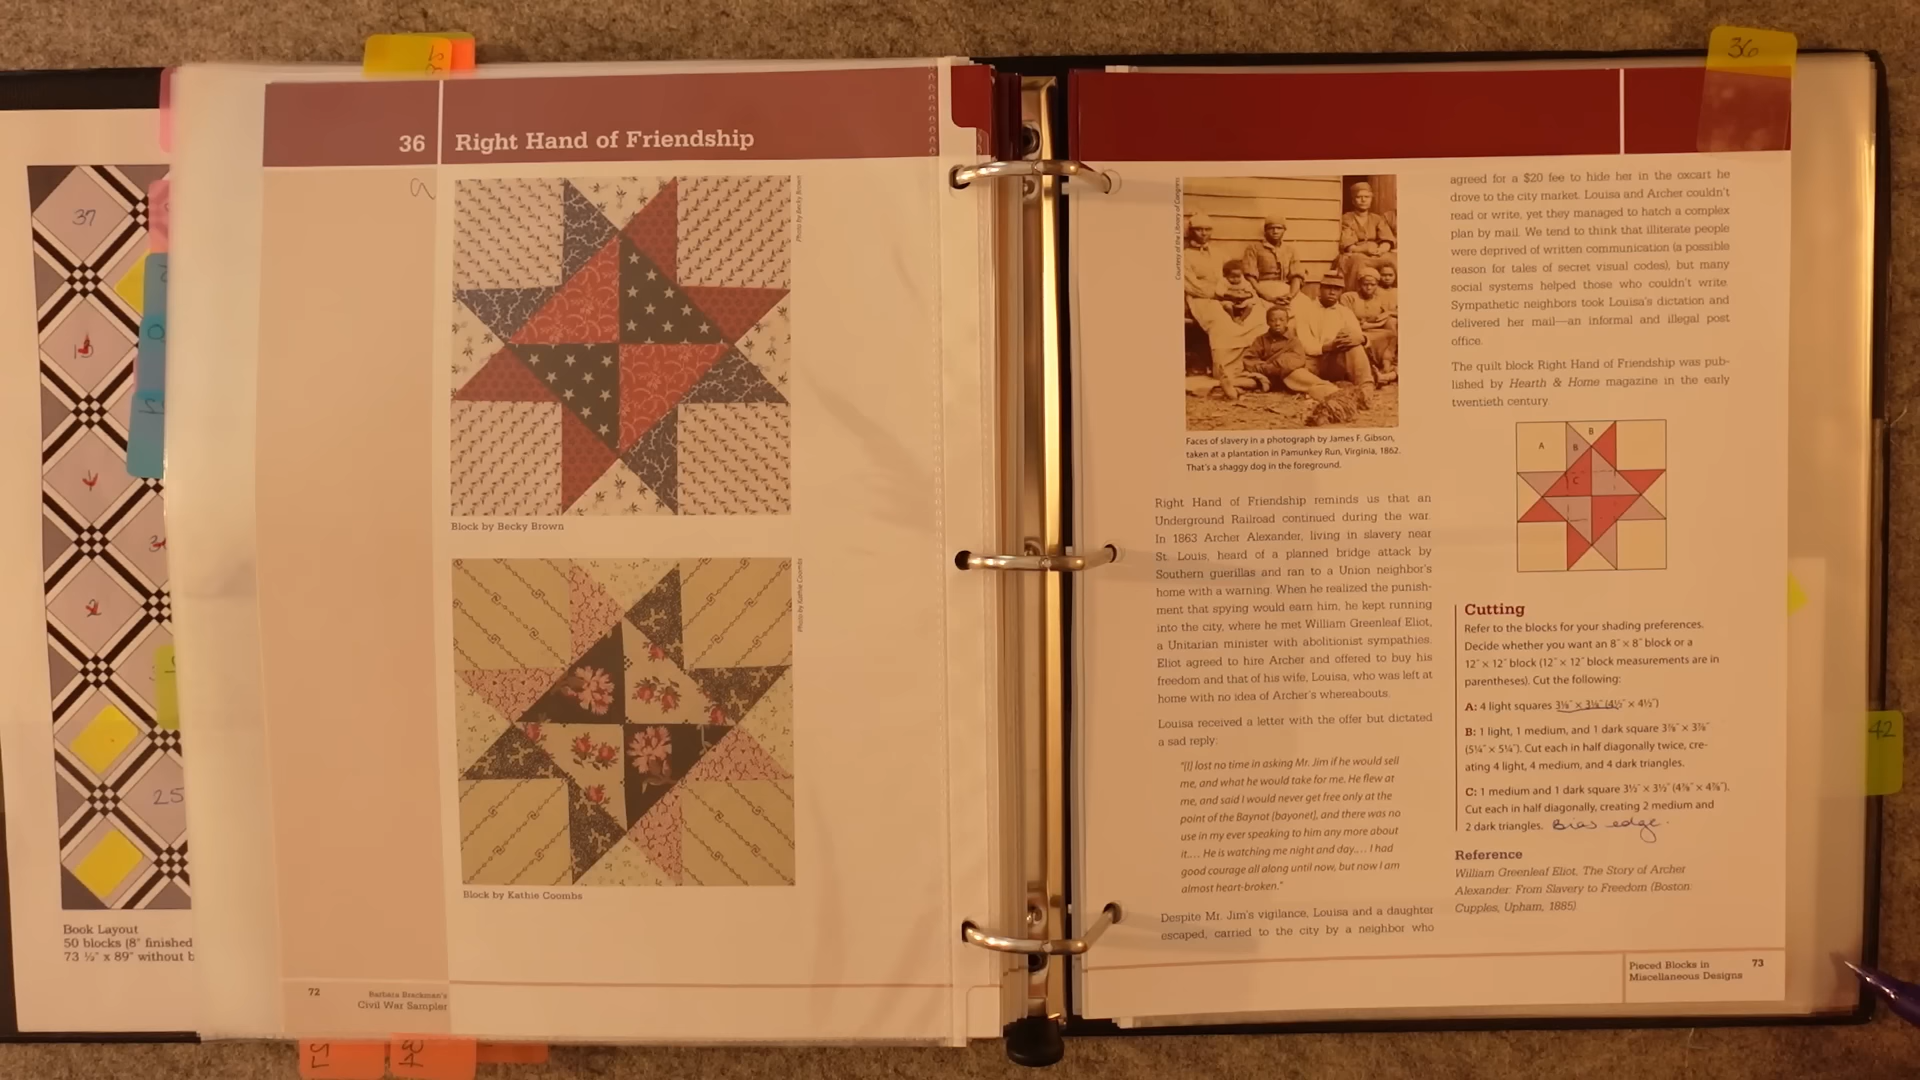 37
25
Book Layout
50 blocks (8" finished
73 ½" x 89" without b
36
Right Hand of Friendship
Photo by Becky Brown
Block by Becky Brown
Photo by Kathie Coombs
Block by Kathie Coombs
72
Barbara Brackman's
Civil War Sampler
36
Courtesy of the Library of Congress
Faces of slavery in a photograph by James F. Gibson,
taken at a plantation in Pamunkey Run, Virginia, 1862.
That's a shaggy dog in the foreground.
Right Hand of Friendship reminds us that an
Underground Railroad continued during the war.
In 1863 Archer Alexander, living in slavery near
St. Louis, heard of a planned bridge attack by
Southern guerillas and ran to a Union neighbor's
home with a warning. When he realized the punish-
ment that spying would earn him, he kept running
into the city, where he met William Greenleaf Eliot,
a Unitarian minister with abolitionist sympathies.
Eliot agreed to hire Archer and offered to buy his
freedom and that of his wife, Louisa, who was left at
home with no idea of Archer's whereabouts.
Louisa received a letter with the offer but dictated
a sad reply:
"[I] lost no time in asking Mr. Jim if he would sell
me, and what he would take for me. He flew at
me, and said I would never get free only at the
point of the Baynot [bayonet], and there was no
use in my ever speaking to him any more about
it.... He is watching me night and day.... I had
good courage all along until now, but now I am
almost heart-broken."
Despite Mr. Jim's vigilance, Louisa and a daughter
escaped, carried to the city by a neighbor who
agreed for a $20 fee to hide her in the oxcart he
drove to the city market. Louisa and Archer couldn't
read or write, yet they managed to hatch a complex
plan by mail. We tend to think that illiterate people
were deprived of written communication (a possible
reason for tales of secret visual codes), but many
social systems helped those who couldn't write.
Sympathetic neighbors took Louisa's dictation and
delivered her mail—an informal and illegal post
office.
The quilt block Right Hand of Friendship was pub-
lished by Hearth & Home magazine in the early
twentieth century.
A
B
B
C
Cutting
Refer to the blocks for your shading preferences.
Decide whether you want an 8" × 8" block or a
12" × 12" block (12" × 12" block measurements are in
parentheses). Cut the following:
A: 4 light squares 3⅛" × 3⅛" (4½" × 4½")
B: 1 light, 1 medium, and 1 dark square 3⅞" × 3⅞"
(5¼" × 5¼"). Cut each in half diagonally twice, cre-
ating 4 light, 4 medium, and 4 dark triangles.
C: 1 medium and 1 dark square 3½" × 3½" (4⅞" × 4⅞").
Cut each in half diagonally, creating 2 medium and
2 dark triangles. Bias edge.
Reference
William Greenleaf Eliot, The Story of Archer
Alexander: From Slavery to Freedom (Boston:
Cupples, Upham, 1885)
Pieced Blocks in
Miscellaneous Designs
73
42